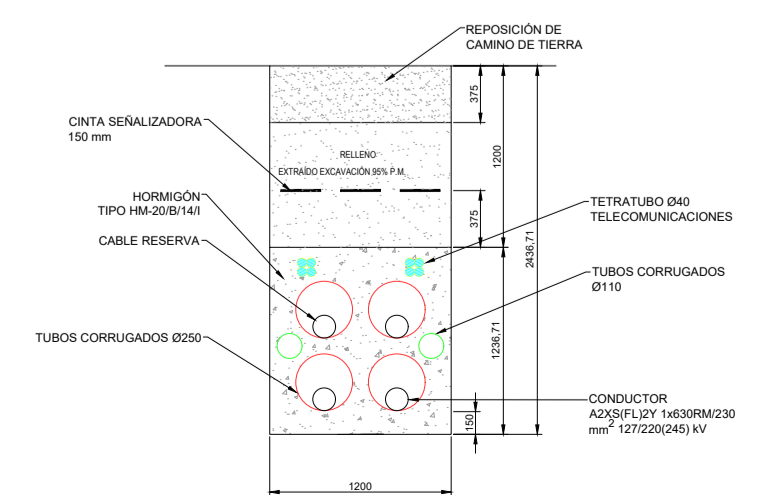 REPOSICIÓN DE
CAMINO DE TIERRA
375
CINTA SEÑALIZADORA
150 mm
1200
RELLENO
EXTRAÍDO EXCAVACIÓN 95% P.M.
HORMIGÓN
TIPO HM-20/B/14/I
375
TETRATUBO Ø40
TELECOMUNICACIONES
CABLE RESERVA
2436,71
TUBOS CORRUGADOS
Ø110
TUBOS CORRUGADOS Ø250
1236,71
CONDUCTOR
A2XS(FL)2Y 1x630RM/230
mm2 127/220(245) kV
150
1200